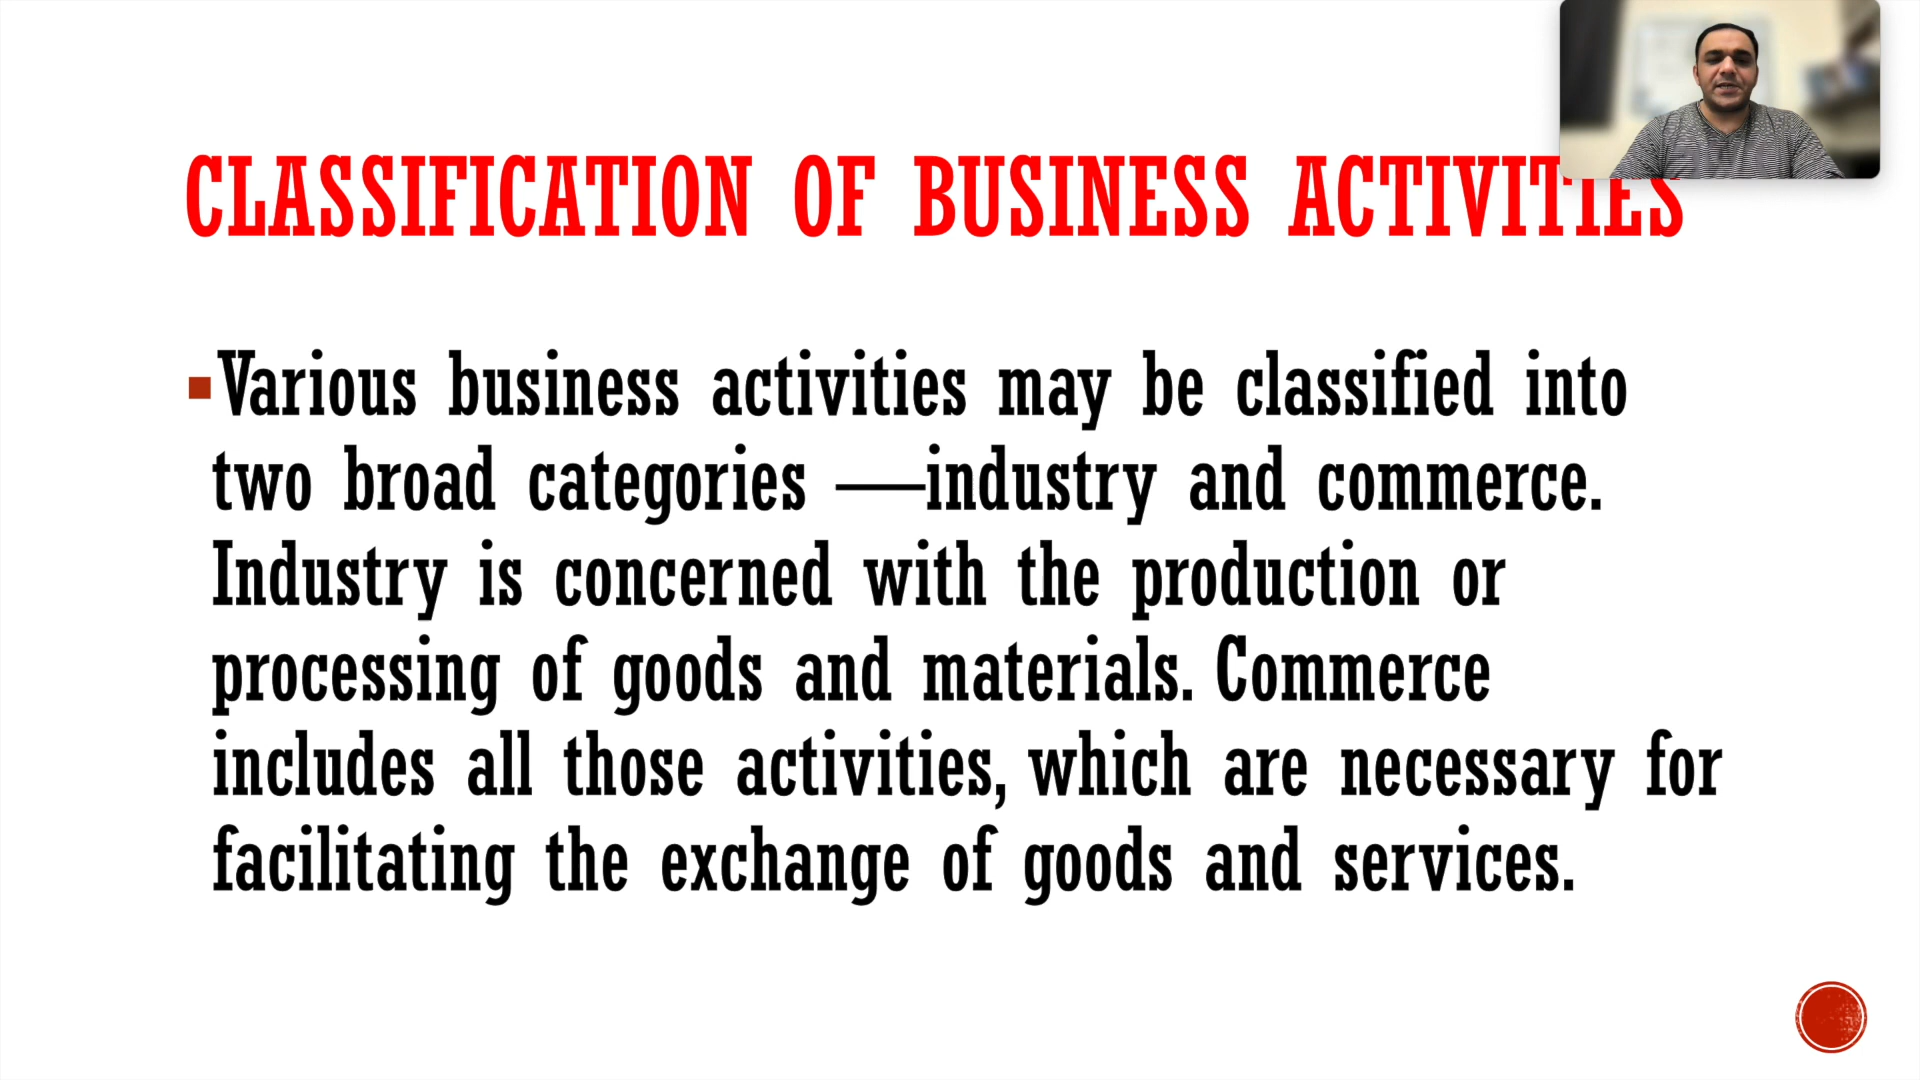 CLASSIFICATION OF BUSINESS ACTIVITIES
▪Various business activities may be classified into
two broad categories —industry and commerce.
Industry is concerned with the production or
processing of goods and materials. Commerce
includes all those activities, which are necessary for
facilitating the exchange of goods and services.